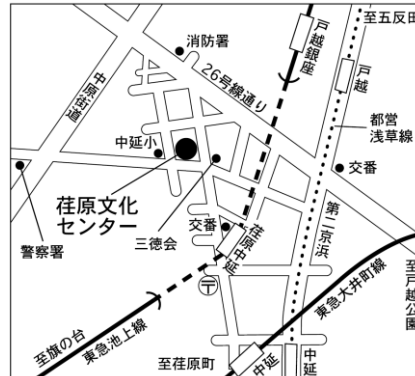 至五反田
消防署
戸越銀座
戸越
26号線通り
中原街道
都営
浅草線
中延小
交番
荏原文化
センター
三徳会
交番
警察署
荏原中延
第二京浜
至戸越公園
東急大井町線
至旗の台
東急池上線
至荏原町
中延
中延
〒